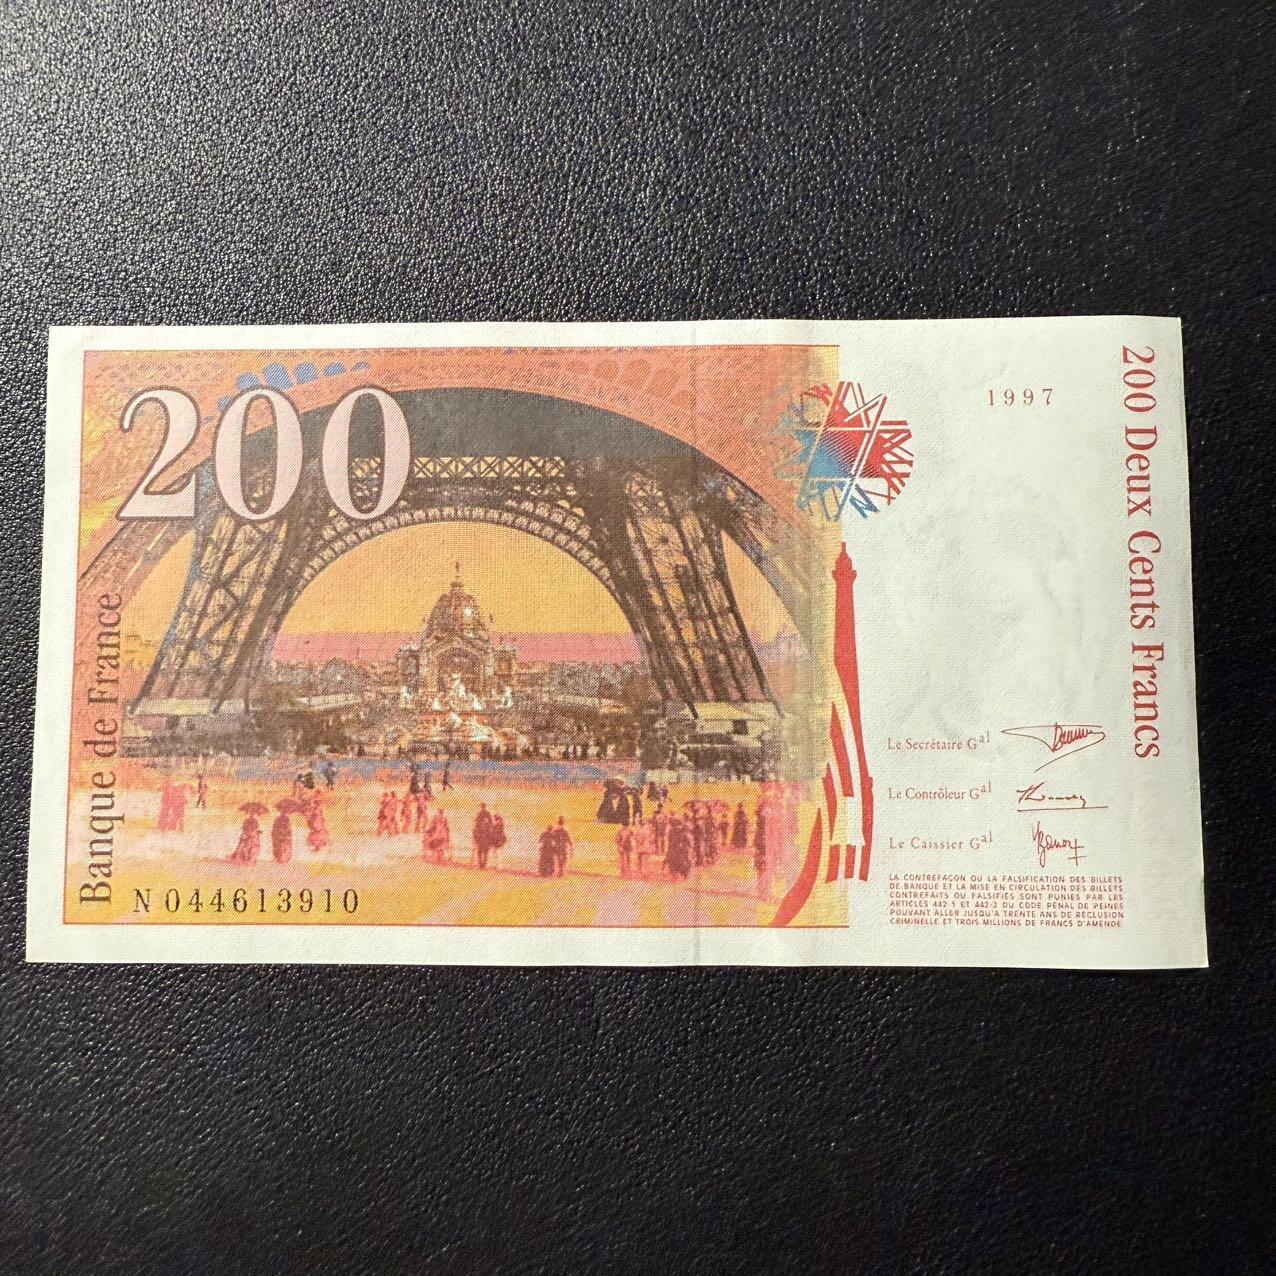 200
1997
200 Deux Cents Francs
Banque de France
Le Secrétaire Gal
Le Contrôleur Gal
Le Caissier Gal
LA CONTREFAÇON OU LA FALSIFICATION DES BILLETS
DE BANQUE ET LA MISE EN CIRCULATION DES BILLETS
CONTREFAITS OU FALSIFIÉS SONT PUNIES PAR LES
ARTICLES 442-1 ET 442-2 DU CODE PÉNAL DE PEINES
POUVANT ALLER JUSQU'A TRENTE ANS DE RÉCLUSION
CRIMINELLE ET TROIS MILLIONS DE FRANCS D'AMENDE
N 044613910